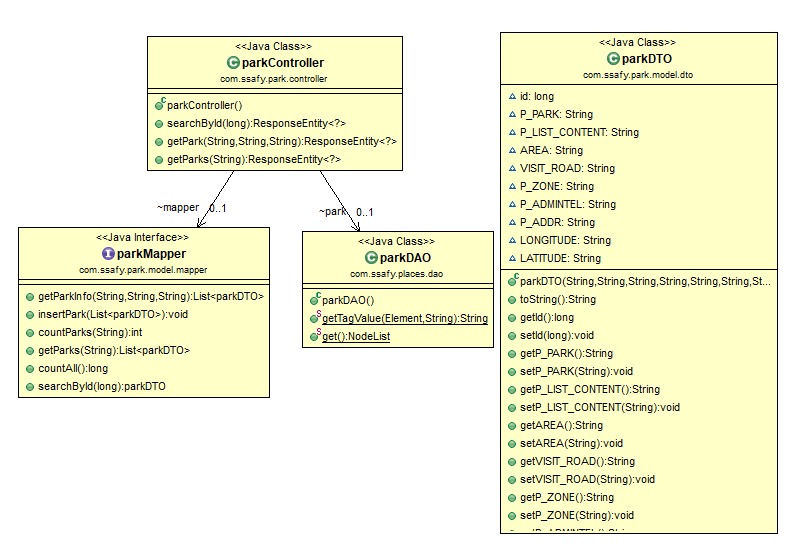 <<Java Class>>
parkController
com.ssafy.park.controller
parkController()
searchById(long):ResponseEntity<?>
getPark(String,String,String):ResponseEntity<?>
getParks(String):ResponseEntity<?>
~mapper 0..1
~park 0..1
<<Java Interface>>
parkMapper
com.ssafy.park.model.mapper
getParkInfo(String,String,String):List<parkDTO>
insertPark(List<parkDTO>):void
countParks(String):int
getParks(String):List<parkDTO>
countAll():long
searchById(long):parkDTO
<<Java Class>>
parkDAO
com.ssafy.places.dao
parkDAO()
getTagValue(Element,String):String
get():NodeList
<<Java Class>>
parkDTO
com.ssafy.park.model.dto
id: long
P_PARK: String
P_LIST_CONTENT: String
AREA: String
VISIT_ROAD: String
P_ZONE: String
P_ADMINTEL: String
P_ADDR: String
LONGITUDE: String
LATITUDE: String
parkDTO(String,String,String,String,String,String,St...
toString():String
getId():long
setId(long):void
getP_PARK():String
setP_PARK(String):void
getP_LIST_CONTENT():String
setP_LIST_CONTENT(String):void
getAREA():String
setAREA(String):void
getVISIT_ROAD():String
setVISIT_ROAD(String):void
getP_ZONE():String
setP_ZONE(String):void